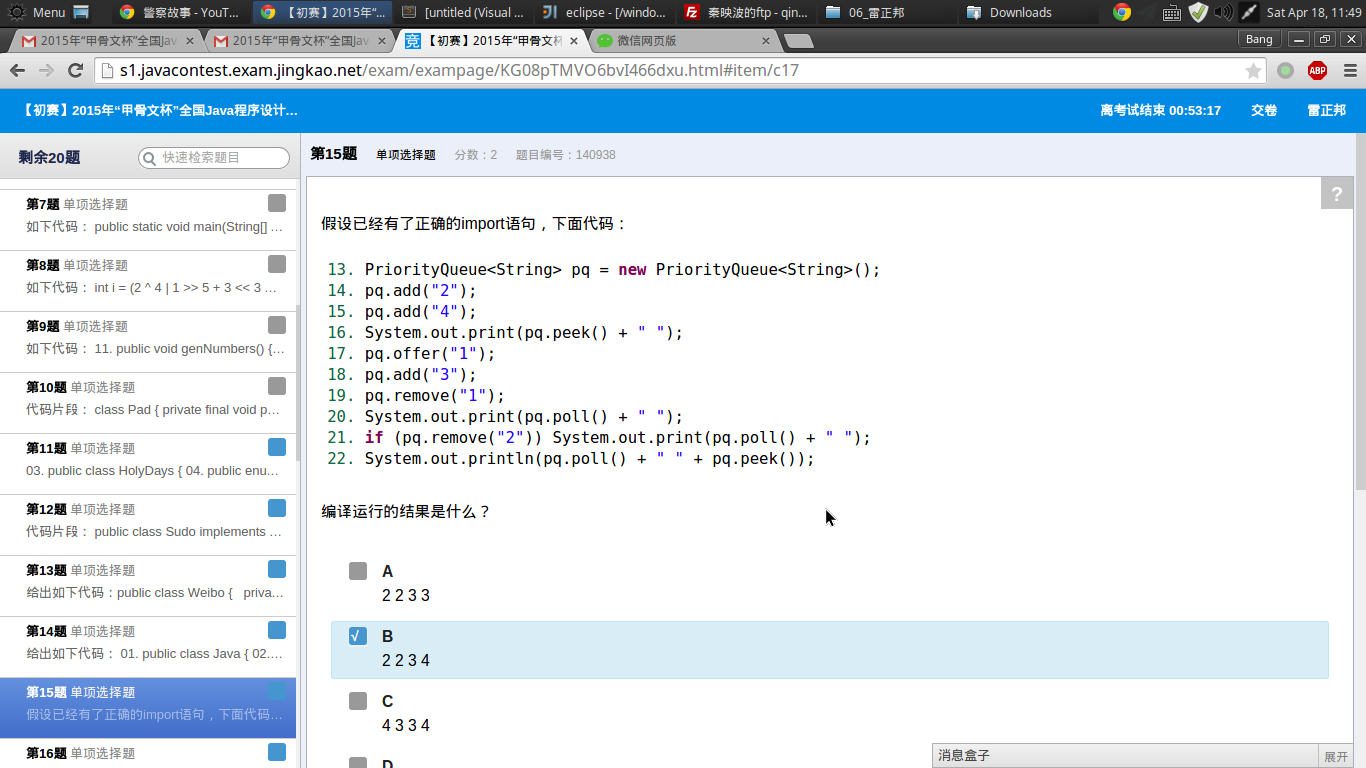 Menu
警察故事 - YouT...
【初赛】2015年“...
[untitled (Visual ...
eclipse - [/windo...
秦映波的ftp - qin...
06_雷正邦
Downloads
Sat Apr 18, 11:49
2015年“甲骨文杯”全国Jav
2015年“甲骨文杯”全国Jav
【初赛】2015年“甲骨文杯
微信网页版
Bang
s1.javacontest.exam.jingkao.net/exam/exampage/KG08pTMVO6bvI466dxu.html#item/c17
ABP
【初赛】2015年“甲骨文杯”全国Java程序设计…
离考试结束 00:53:17
交卷
雷正邦
剩余20题
快速检索题目
第7题 单项选择题
如下代码： public static void main(String[] …
第8题 单项选择题
如下代码： int i = (2 ^ 4 | 1 >> 5 + 3 << 3 …
第9题 单项选择题
如下代码： 11. public void genNumbers() {…
第10题 单项选择题
代码片段： class Pad { private final void p…
第11题 单项选择题
03. public class HolyDays { 04. public enu…
第12题 单项选择题
代码片段： public class Sudo implements …
第13题 单项选择题
给出如下代码：public class Weibo { priva…
第14题 单项选择题
给出如下代码： 01. public class Java { 02.…
第15题 单项选择题
假设已经有了正确的import语句，下面代码…
第16题 单项选择题
第15题 单项选择题 分数：2 题目编号：140938
?
假设已经有了正确的import语句，下面代码：
13. PriorityQueue<String> pq = new PriorityQueue<String>();
14. pq.add("2");
15. pq.add("4");
16. System.out.print(pq.peek() + " ");
17. pq.offer("1");
18. pq.add("3");
19. pq.remove("1");
20. System.out.print(pq.poll() + " ");
21. if (pq.remove("2")) System.out.print(pq.poll() + " ");
22. System.out.println(pq.poll() + " " + pq.peek());
编译运行的结果是什么？
A
2 2 3 3
√ B
2 2 3 4
C
4 3 3 4
D
消息盒子
展开